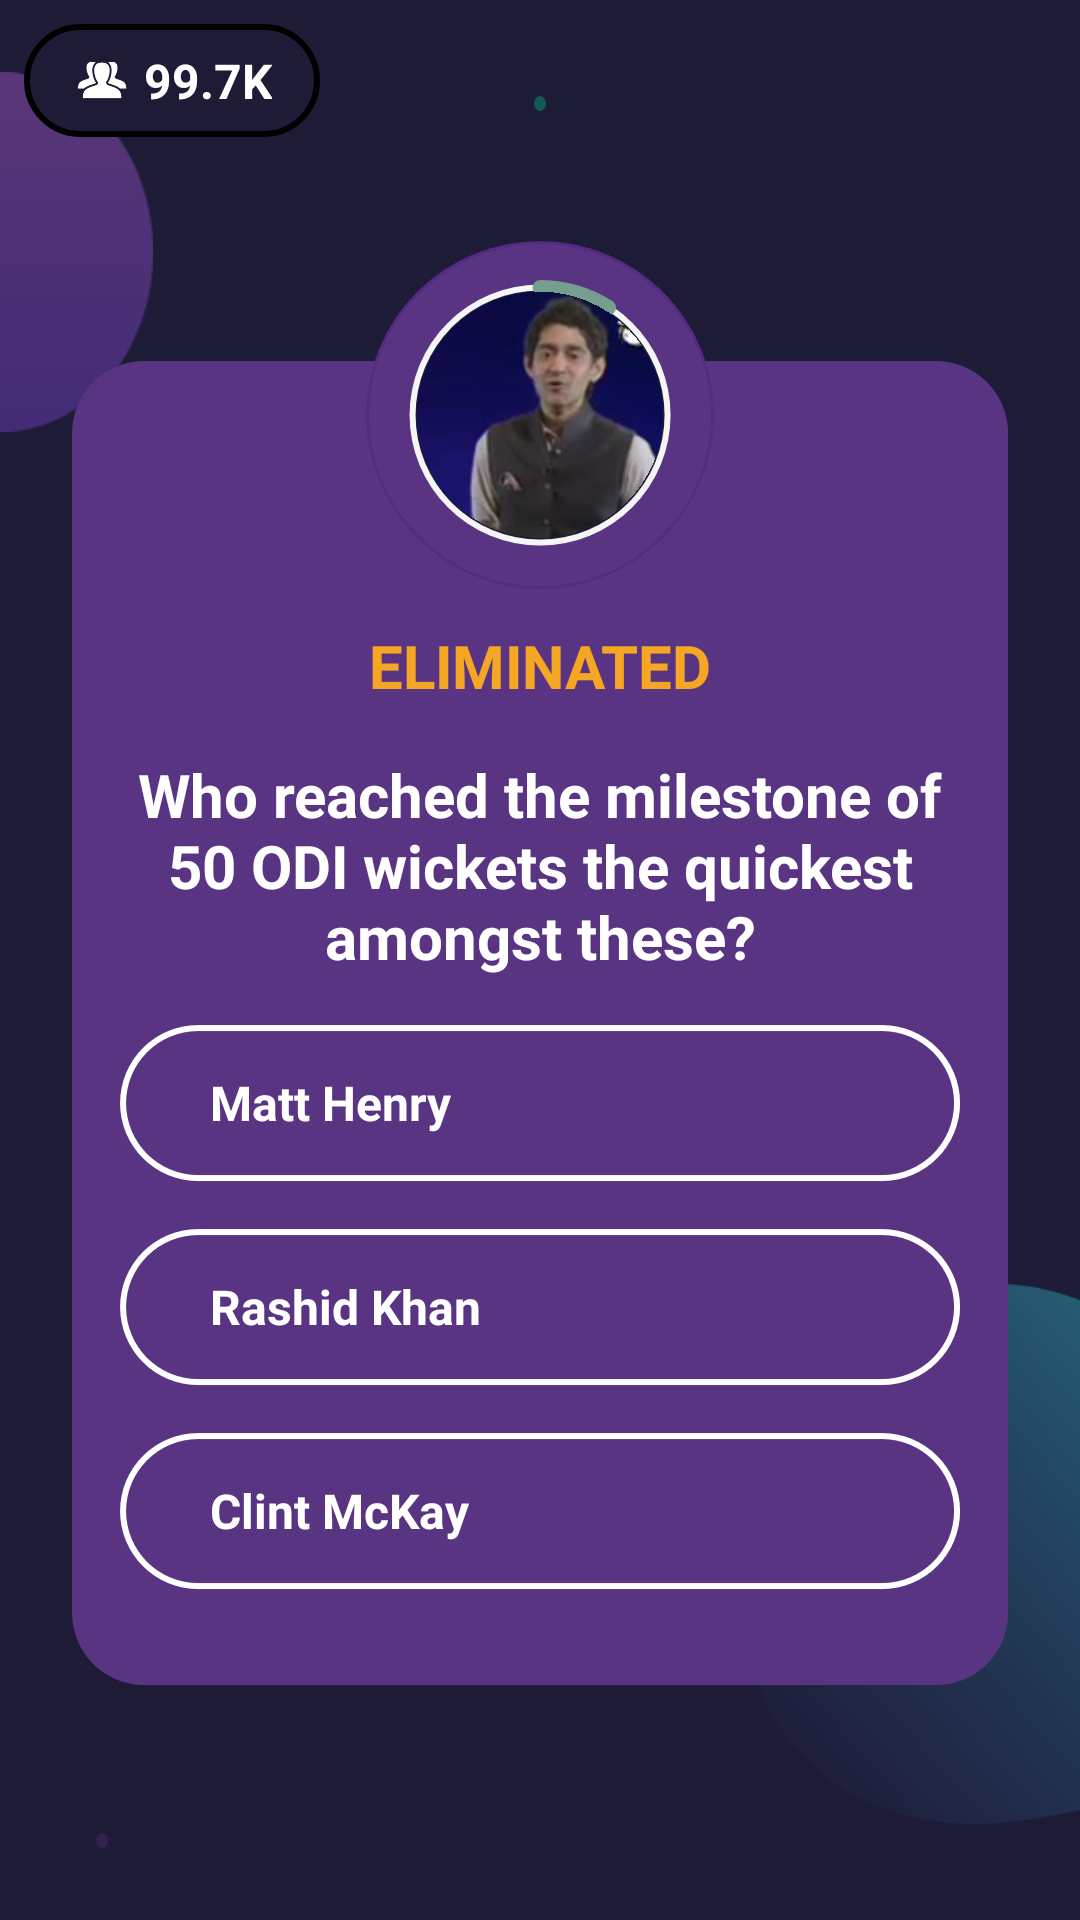 99.7K
ELIMINATED
Who reached the milestone of
50 ODI wickets the quickest
amongst these?
Matt Henry
Rashid Khan
Clint McKay